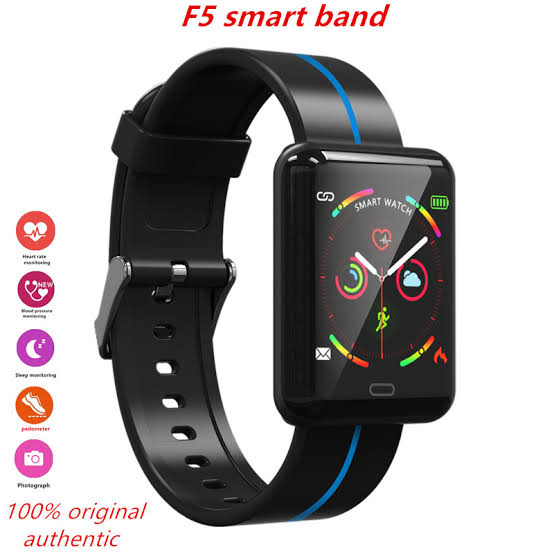 F5 smart band
SMART WATCH
Heart rate
monitoring
NEW
Blood pressure
monitoring
Sleep monitoring
pedometer
Photograph
100% original
authentic